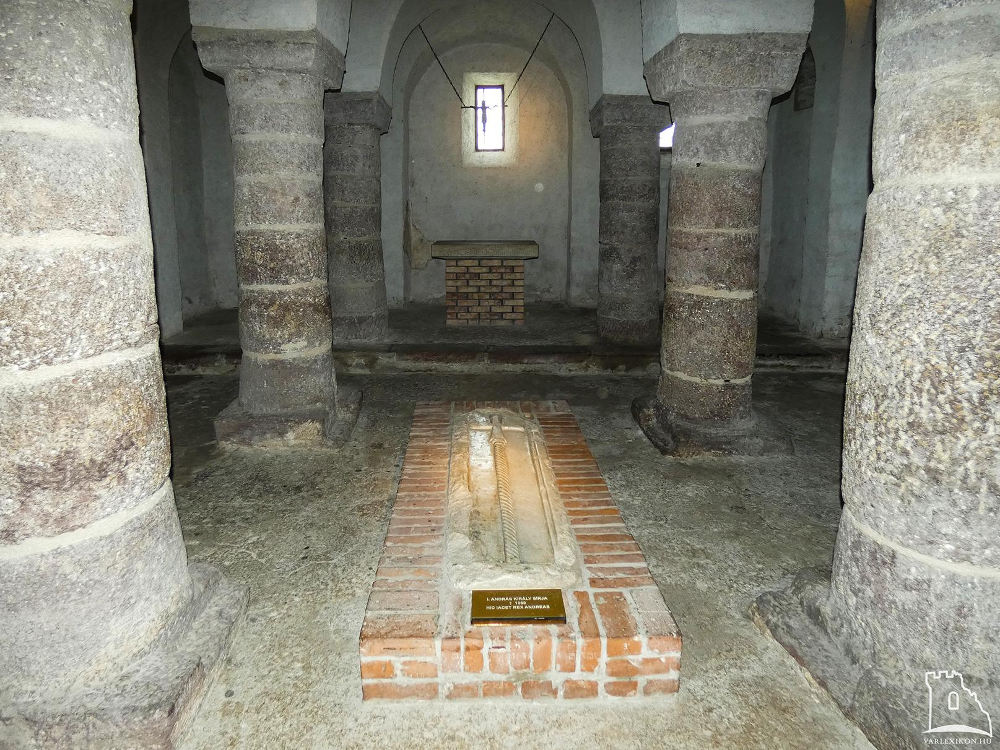 I. ANDRÁS KIRÁLY SÍRJA
† 1060
HIC IACET REX ANDREAS
VARLEXIKON.HU